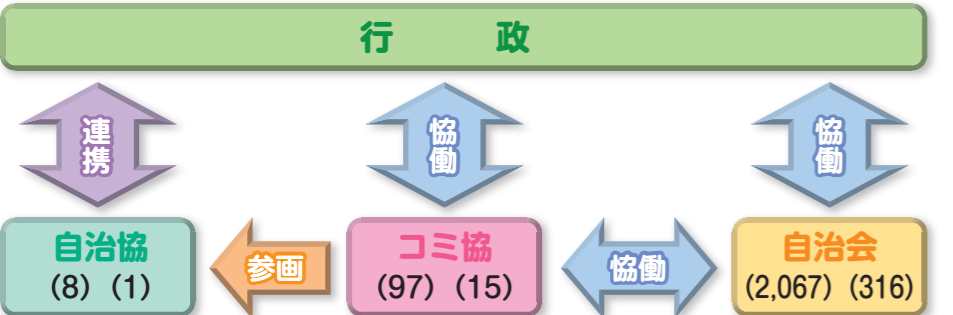 行 政
連携
協働
協働
自治協
(8) (1)
参画
コミ協
(97) (15)
協働
自治会
(2,067) (316)